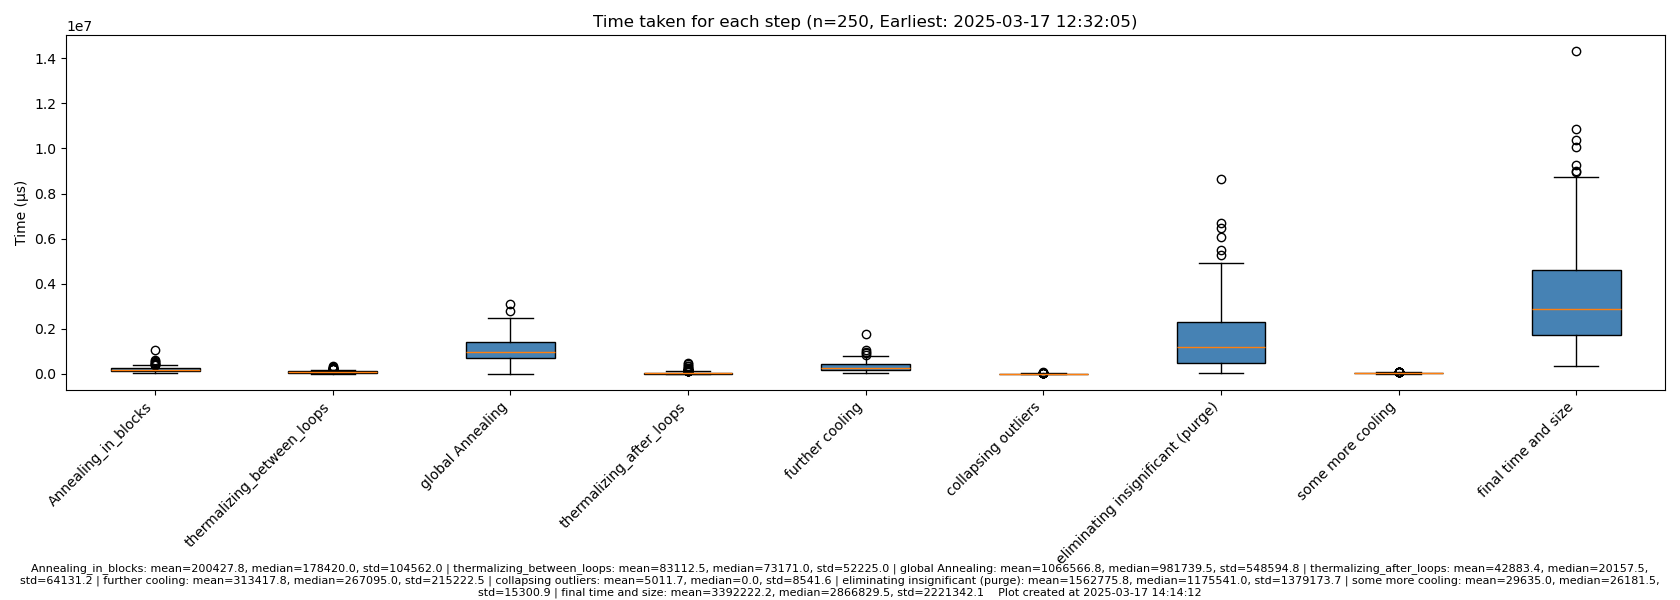 Time taken for each step (n=250, Earliest: 2025-03-17 12:32:05)
1e7
1.4
1.2
1.0
0.8
0.6
0.4
0.2
0.0
Time (µs)
Annealing_in_blocks
thermalizing_between_loops
global Annealing
thermalizing_after_loops
further cooling
collapsing outliers
eliminating insignificant (purge)
some more cooling
final time and size
Annealing_in_blocks: mean=200427.8, median=178420.0, std=104562.0 | thermalizing_between_loops: mean=83112.5, median=73171.0, std=52225.0 | global Annealing: mean=1066566.8, median=981739.5, std=548594.8 | thermalizing_after_loops: mean=42883.4, median=20157.5,
std=64131.2 | further cooling: mean=313417.8, median=267095.0, std=215222.5 | collapsing outliers: mean=5011.7, median=0.0, std=8541.6 | eliminating insignificant (purge): mean=1562775.8, median=1175541.0, std=1379173.7 | some more cooling: mean=29635.0, median=26181.5,
std=15300.9 | final time and size: mean=3392222.2, median=2866829.5, std=2221342.1    Plot created at 2025-03-17 14:14:12